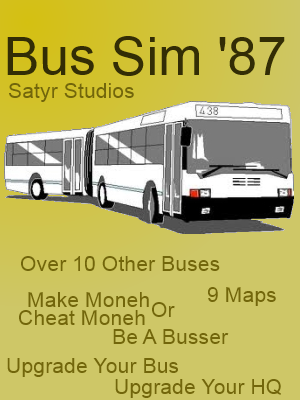 Bus Sim '87
Satyr Studios
438
Over 10 Other Buses
9 Maps
Make Moneh
Or
Cheat Moneh
Be A Busser
Upgrade Your Bus
Upgrade Your HQ